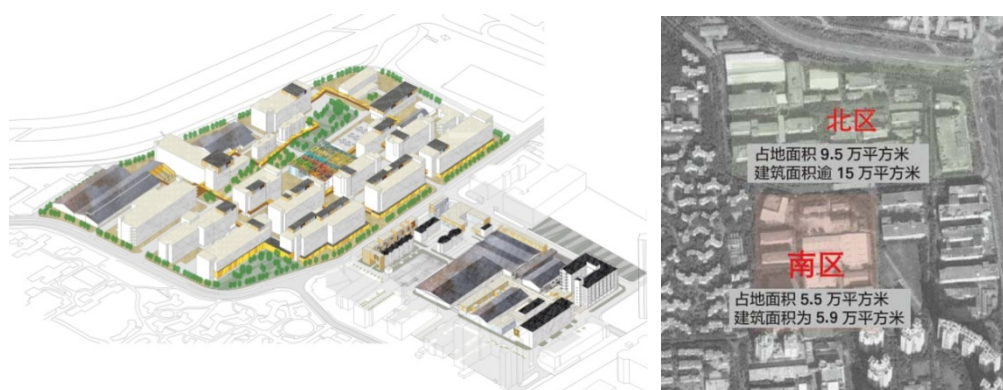 北区
占地面积 9.5 万平方米
建筑面积逾 15 万平方米
南区
占地面积 5.5 万平方米
建筑面积为 5.9 万平方米